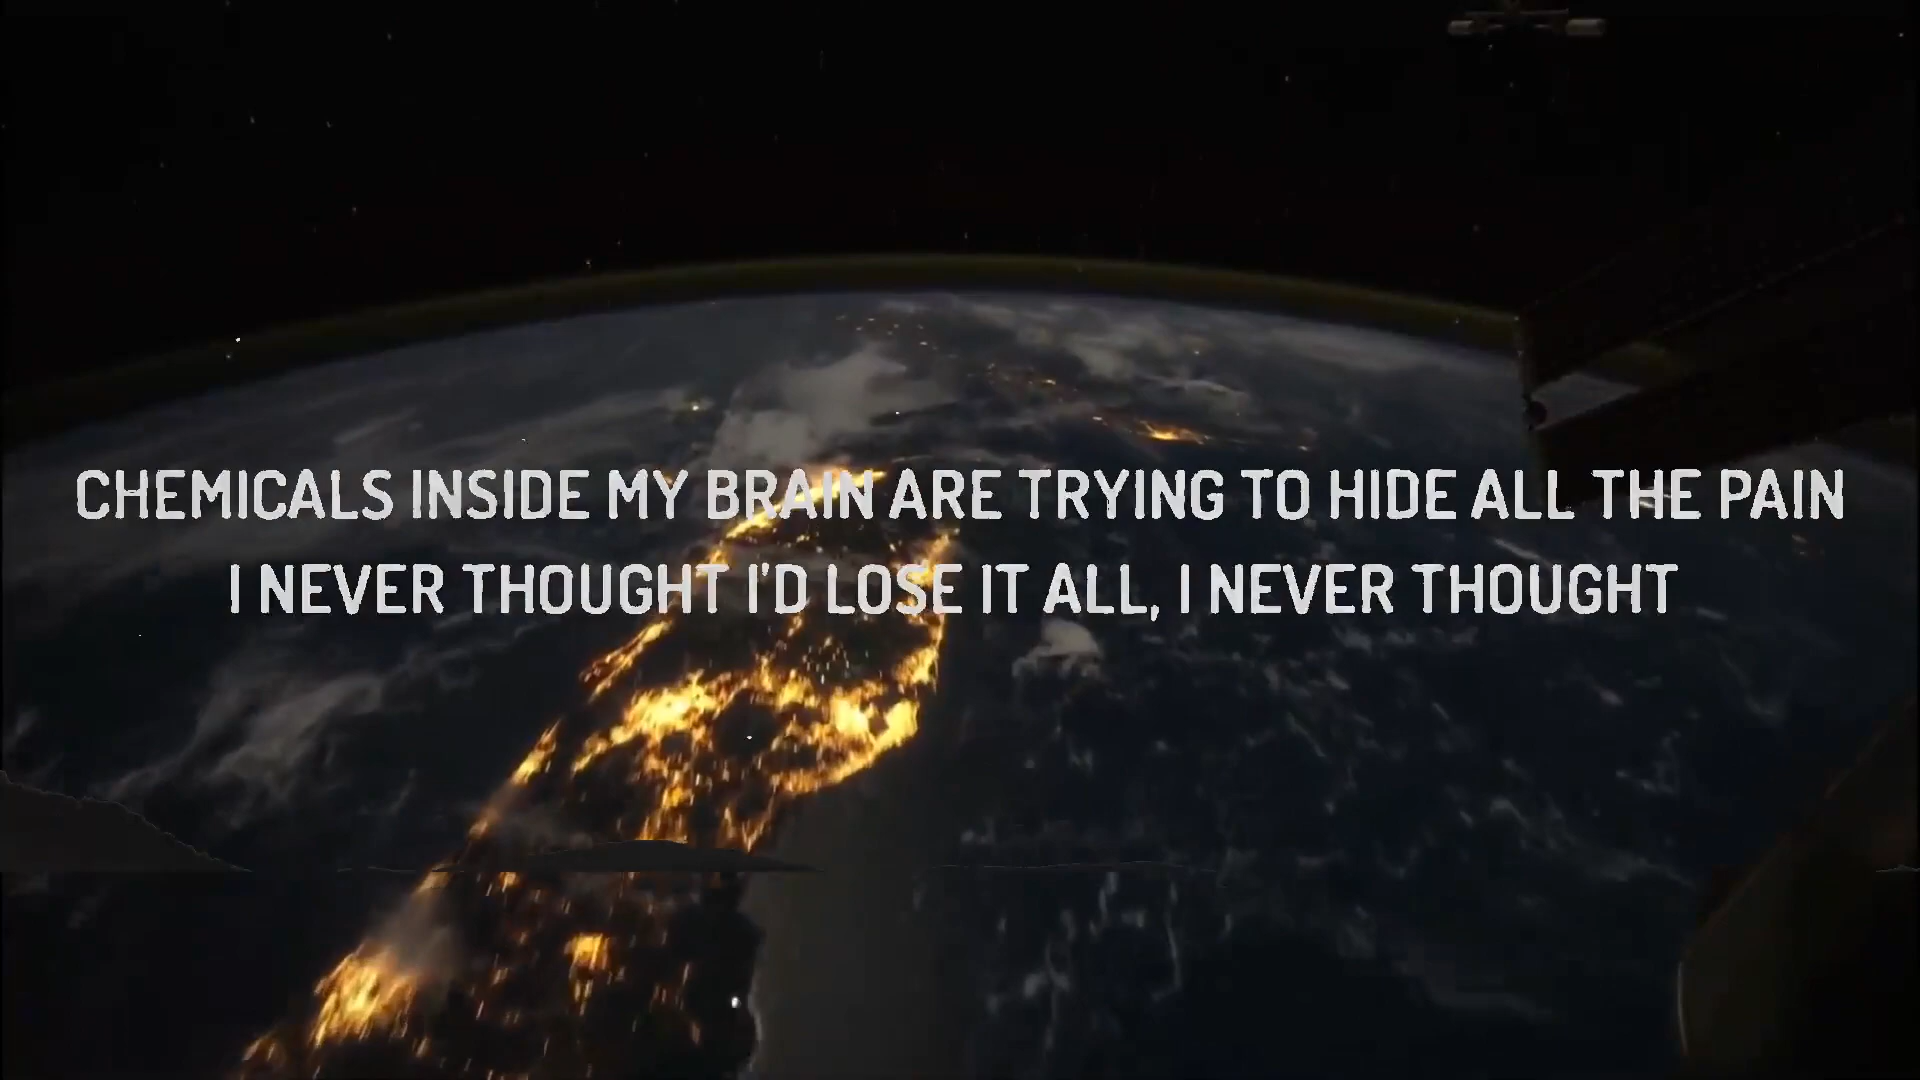 CHEMICALS INSIDE MY BRAIN ARE TRYING TO HIDE ALL THE PAIN
I NEVER THOUGHT I'D LOSE IT ALL, I NEVER THOUGHT